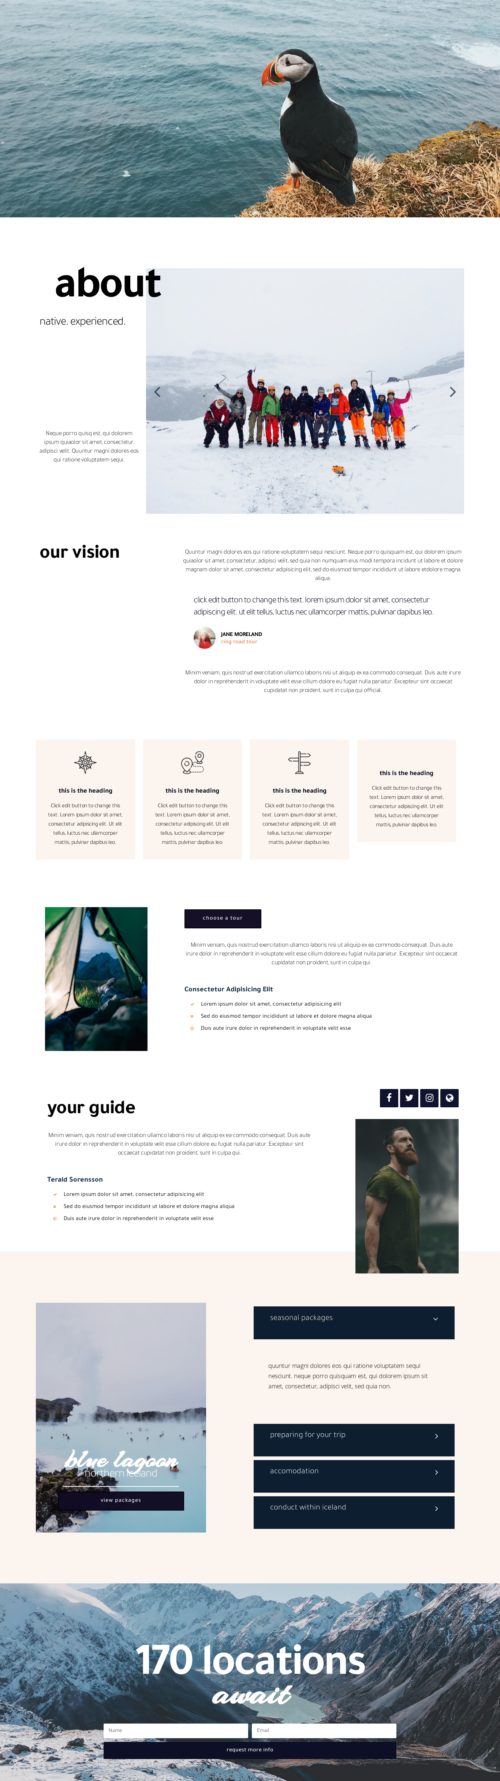 about
native. experienced.
Neque porro quisq est, qui dolorem
ipsum quiaolor sit amet, consectetur,
adipisci velit. Quuntur magni dolores eos
qui ratione voluptatem sequi.
our vision
Quuntur magni dolores eos qui ratione voluptatem sequi nesciunt. Neque porro quisquam est, qui dolorem ipsum
quiaolor sit amet, consectetur, adipisci velit, sed quia non numquam eius modi tempora incidunt ut labore et dolore
magnam dolor sit amet, consectetur adipisicing elit, sed do eiusmod tempor incididunt ut labore etdolore magna
aliqua.
click edit button to change this text. lorem ipsum dolor sit amet, consectetur
adipiscing elit. ut elit tellus, luctus nec ullamcorper mattis, pulvinar dapibus leo.
JANE MORELAND
ring road tour
Minim veniam, quis nostrud exercitation ullamco laboris nisi ut aliquip ex ea commodo consequat. Duis aute irure
dolor in reprehenderit in voluptate velit esse cillum dolore eu fugiat nulla pariatur. Excepteur sint occaecat
cupidatat non proident, sunt in culpa qui official.
this is the heading
Click edit button to change this
text. Lorem ipsum dolor sit amet,
consectetur adipiscing elit. Ut elit
tellus, luctus nec ullamcorper
mattis, pulvinar dapibus leo.
this is the heading
Click edit button to change this
text. Lorem ipsum dolor sit amet,
consectetur adipiscing elit. Ut elit
tellus, luctus nec ullamcorper
mattis, pulvinar dapibus leo.
this is the heading
Click edit button to change this
text. Lorem ipsum dolor sit amet,
consectetur adipiscing elit. Ut elit
tellus, luctus nec ullamcorper
mattis, pulvinar dapibus leo.
this is the heading
Click edit button to change this
text. Lorem ipsum dolor sit amet,
consectetur adipiscing elit. Ut elit
tellus, luctus nec ullamcorper
mattis, pulvinar dapibus leo.
choose a tour
Minim veniam, quis nostrud exercitation ullamco laboris nisi ut aliquip ex ea commodo consequat. Duis aute
irure dolor in reprehenderit in voluptate velit esse cillum dolore eu fugiat nulla pariatur. Excepteur sint occaecat
cupidatat non proident, sunt in culpa qui
Consectetur Adipisicing Elit
Lorem ipsum dolor sit amet, consectetur adipisicing elit
Sed do eiusmod tempor incididunt ut labore et dolore magna aliqua
Duis aute irure dolor in reprehenderit in voluptate velit esse
your guide
Minim veniam, quis nostrud exercitation ullamco laboris nisi ut aliquip ex ea commodo consequat. Duis aute
irure dolor in reprehenderit in voluptate velit esse cillum dolore eu fugiat nulla pariatur. Excepteur sint
occaecat cupidatat non proident, sunt in culpa qui
Terald Sorensson
Lorem ipsum dolor sit amet, consectetur adipisicing elit
Sed do eiusmod tempor incididunt ut labore et dolore magna aliqua
Duis aute irure dolor in reprehenderit in voluptate velit esse
blue lagoon
northern iceland
view packages
seasonal packages
quuntur magni dolores eos qui ratione voluptatem sequi
nesciunt. neque porro quisquam est, qui dolorem ipsum sit
amet, consectetur, adipisci velit, sed quia non.
preparing for your trip
accomodation
conduct within iceland
170 locations
await
Name
Email
request more info